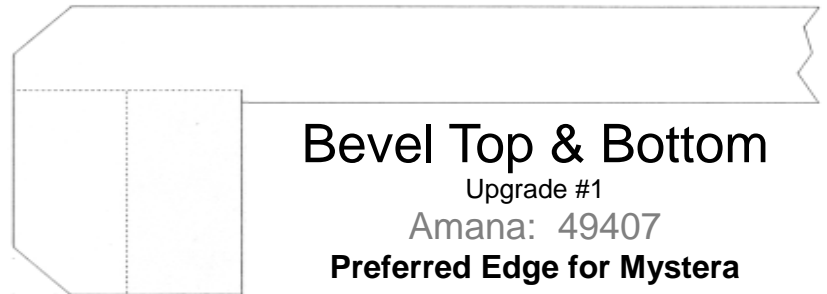 Bevel Top & Bottom
Upgrade #1
Amana: 49407
Preferred Edge for Mystera